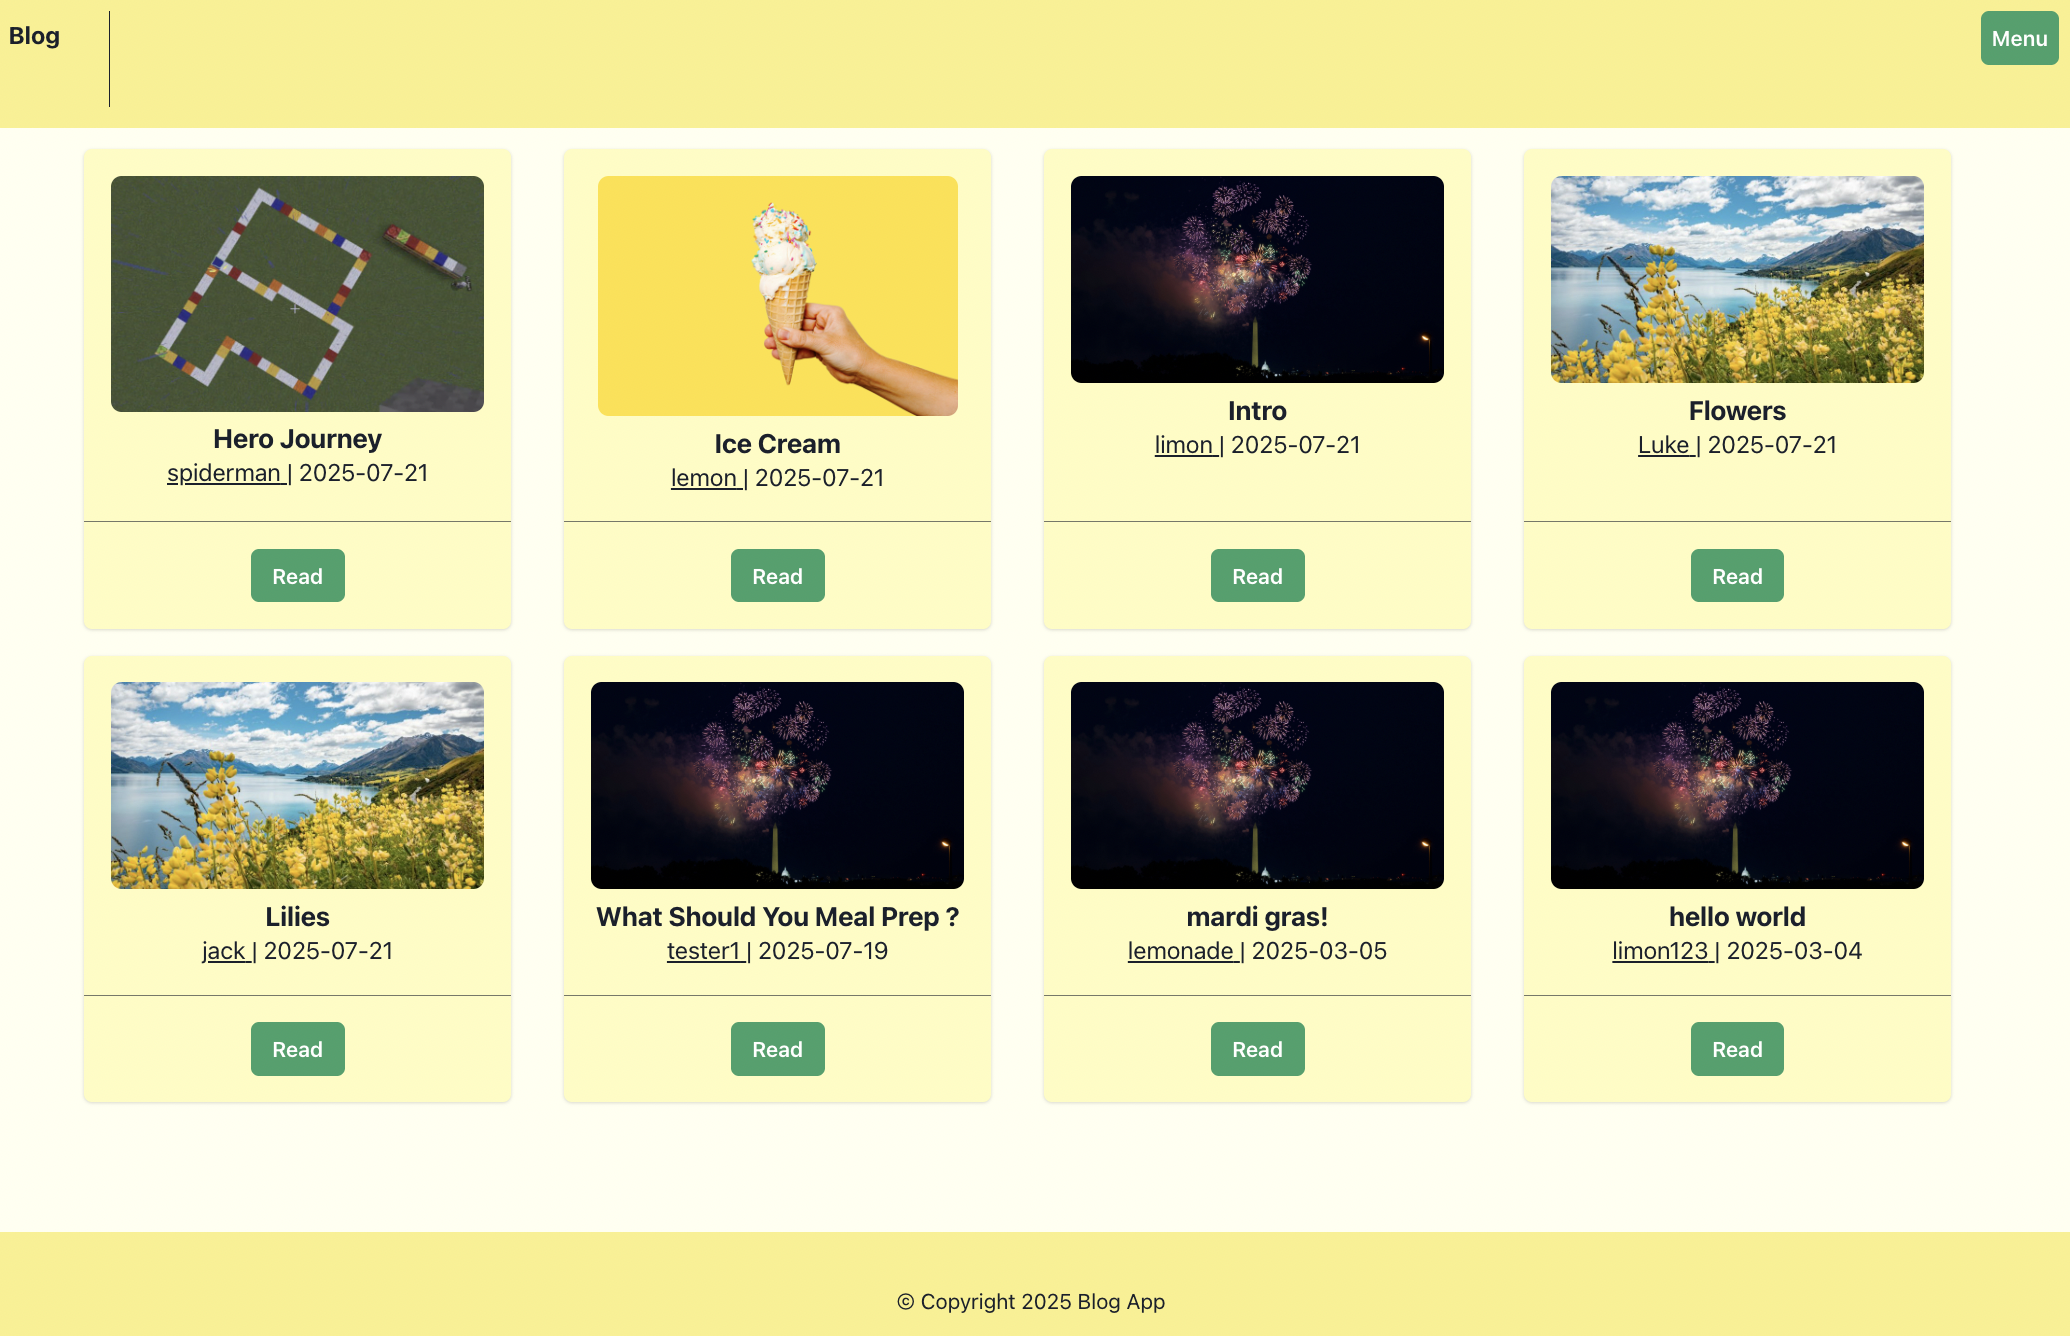 Blog
Menu
Hero Journey
spiderman | 2025-07-21
Read
Ice Cream
lemon | 2025-07-21
Read
Intro
limon | 2025-07-21
Read
Flowers
Luke | 2025-07-21
Read
Lilies
jack | 2025-07-21
Read
What Should You Meal Prep ?
tester1 | 2025-07-19
Read
mardi gras!
lemonade | 2025-03-05
Read
hello world
limon123 | 2025-03-04
Read
© Copyright 2025 Blog App